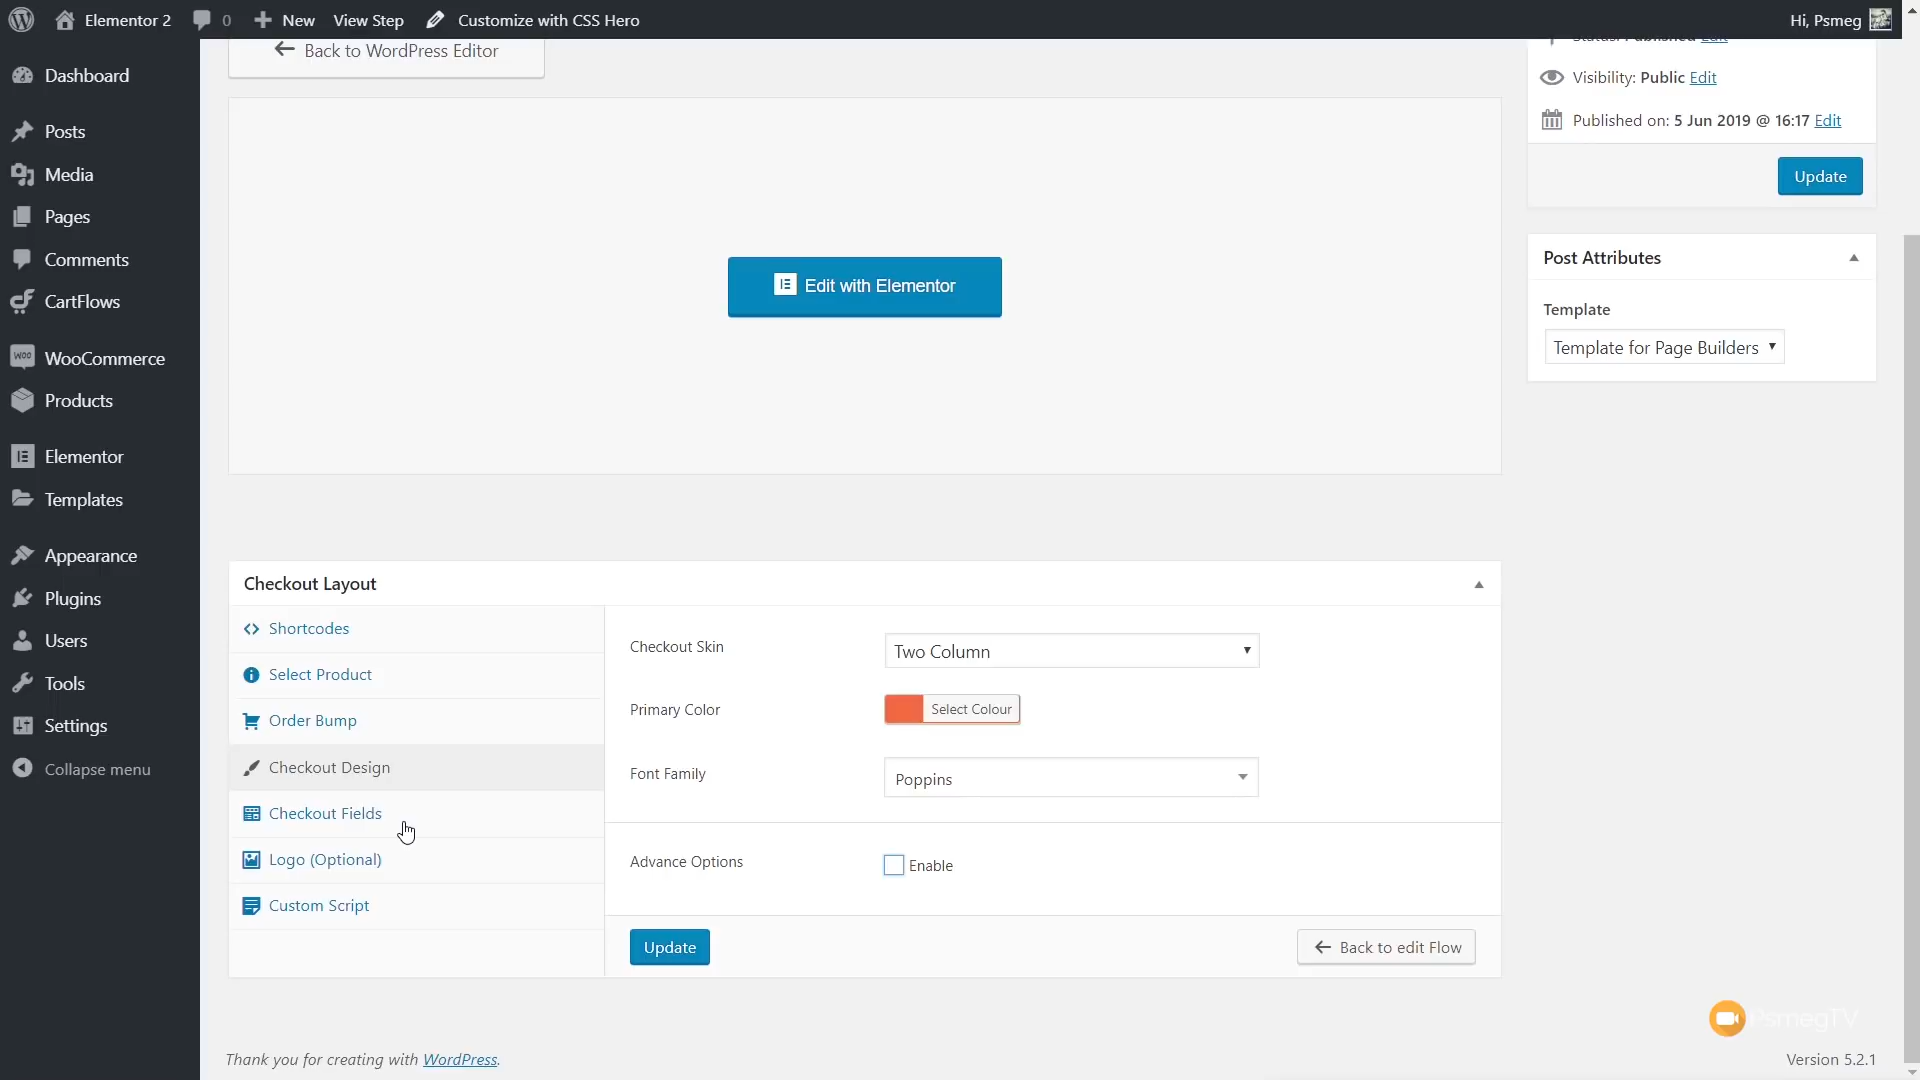 Elementor 2
0
New
View Step
Customize with CSS Hero
Hi, Psmeg
Dashboard
Posts
Media
Pages
Comments
CartFlows
WooCommerce
Products
Elementor
Templates
Appearance
Plugins
Users
Tools
Settings
Collapse menu
Back to WordPress Editor
Edit with Elementor
Status: Published Edit
Visibility: Public Edit
Published on: 5 Jun 2019 @ 16:17 Edit
Update
Post Attributes
Template
Template for Page Builders
Checkout Layout
Shortcodes
Select Product
Order Bump
Checkout Design
Checkout Fields
Logo (Optional)
Custom Script
Checkout Skin
Two Column
Primary Color
Select Colour
Font Family
Poppins
Advance Options
Enable
Update
Back to edit Flow
PsmegTV
Thank you for creating with WordPress.
Version 5.2.1